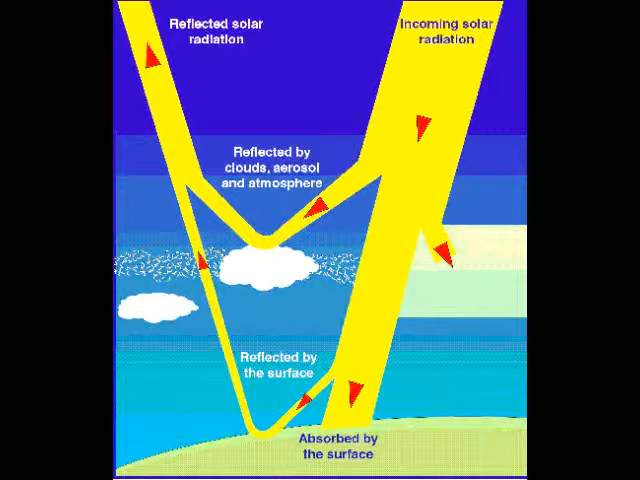 Reflected solar
radiation
Incoming solar
radiation
Reflected by
clouds, aerosol
and atmosphere
Reflected by
the surface
Absorbed by
the surface